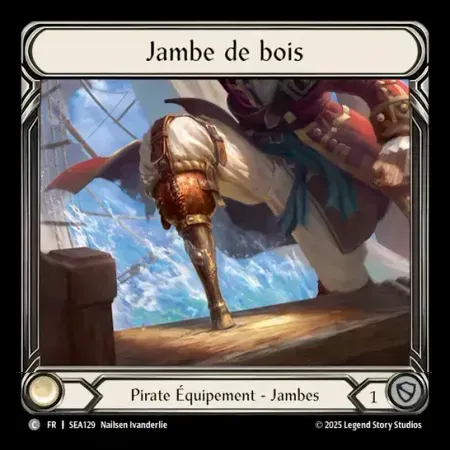 Jambe de bois
Pirate Équipement - Jambes
1
C FR | SEA129 Nailsen Ivanderlie © 2025 Legend Story Studios